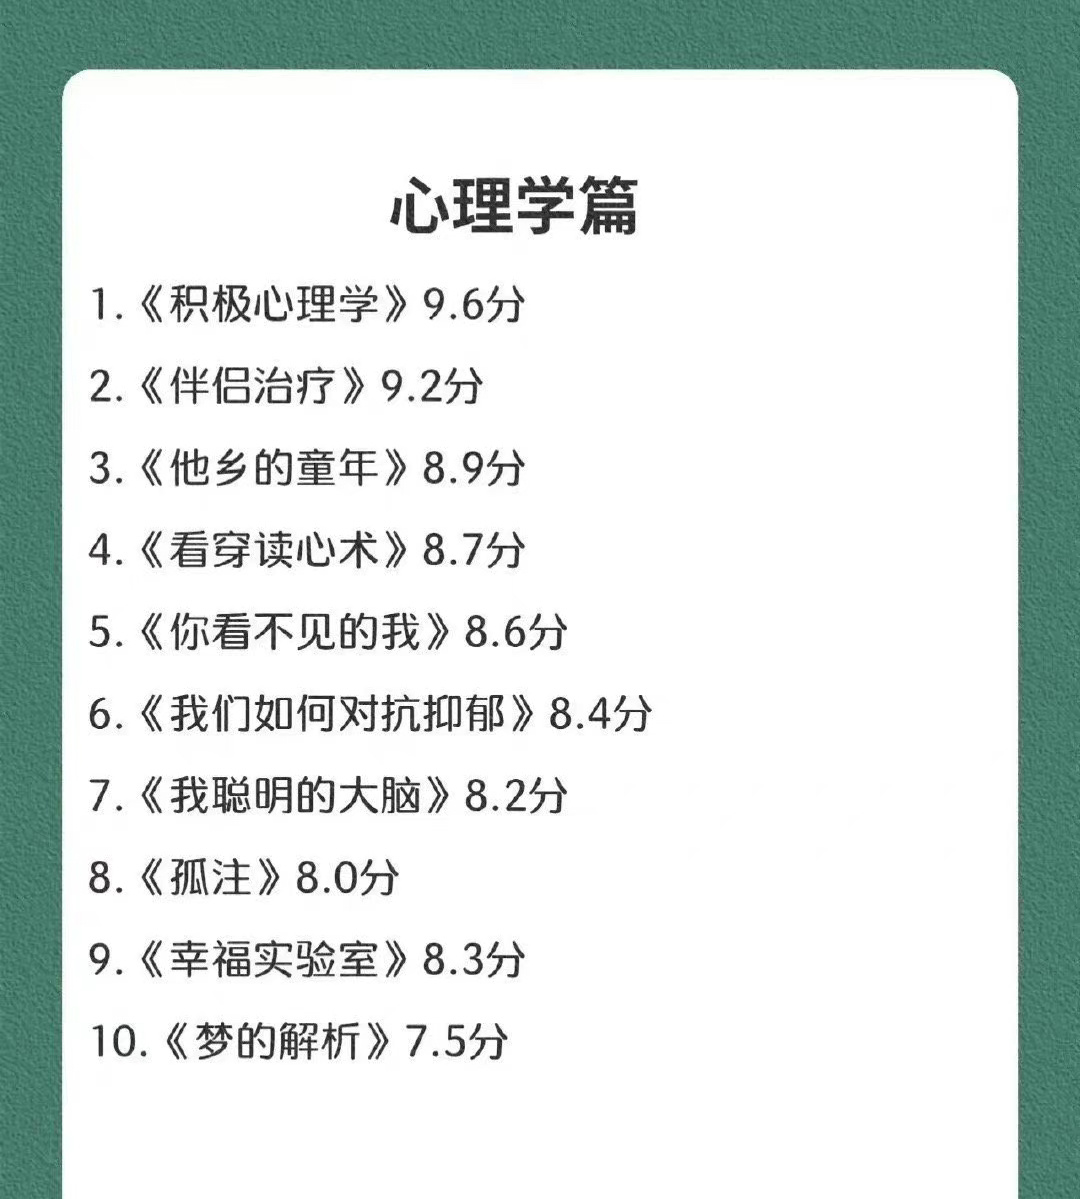 心理学篇
1.《积极心理学》9.6分
2.《伴侣治疗》9.2分
3.《他乡的童年》8.9分
4.《看穿读心术》8.7分
5.《你看不见的我》8.6分
6.《我们如何对抗抑郁》8.4分
7.《我聪明的大脑》8.2分
8.《孤注》8.0分
9.《幸福实验室》8.3分
10.《梦的解析》7.5分